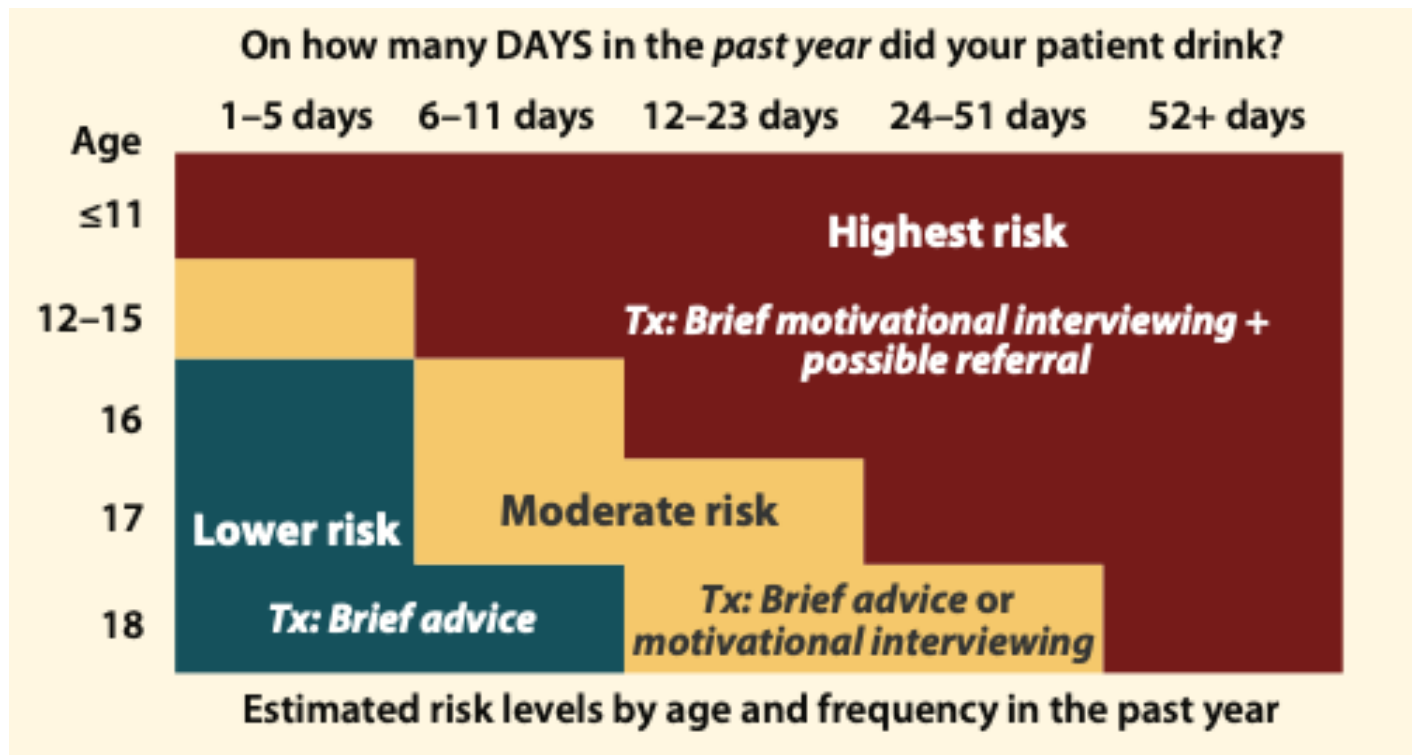 On how many DAYS in the past year did your patient drink?
1–5 days 6–11 days 12–23 days 24–51 days 52+ days
Age
≤11
Highest risk
12–15
Tx: Brief motivational interviewing +
possible referral
16
17
Moderate risk
Lower risk
18
Tx: Brief advice
Tx: Brief advice or
motivational interviewing
Estimated risk levels by age and frequency in the past year